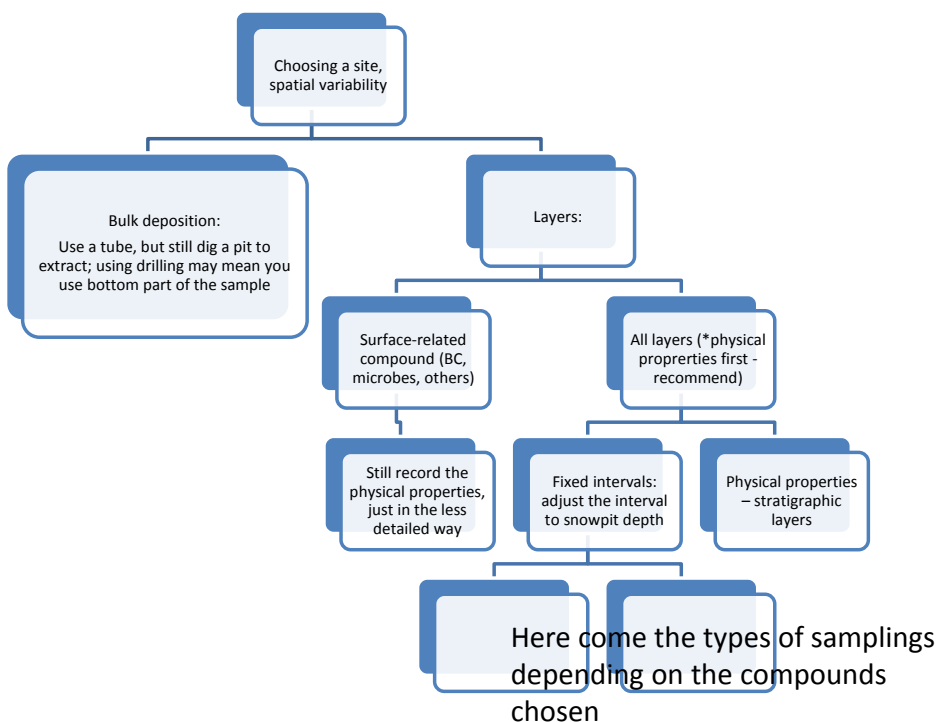 Choosing a site,
spatial variability
Bulk deposition:
Use a tube, but still dig a pit to
extract; using drilling may mean you
use bottom part of the sample
Layers:
Surface-related
compound (BC,
microbes, others)
All layers (*physical
proprerties first -
recommend)
Still record the
physical properties,
just in the less
detailed way
Fixed intervals:
adjust the interval
to snowpit depth
Physical properties
– stratigraphic
layers
Here come the types of samplings
depending on the compounds
chosen